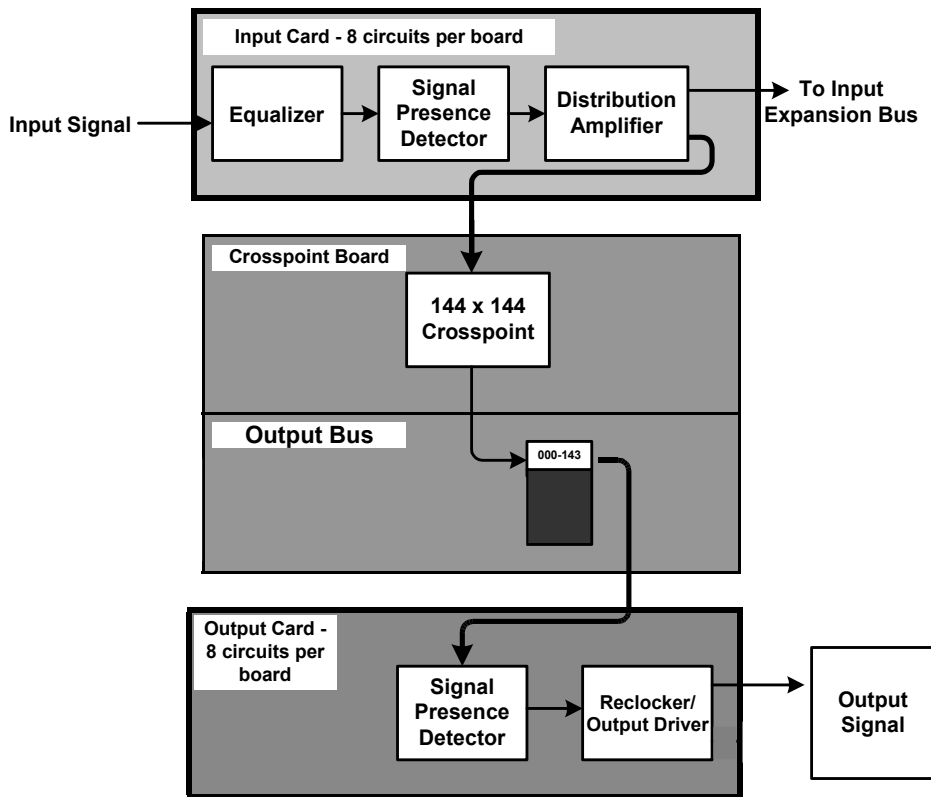 Input Card - 8 circuits per board
Input Signal
Equalizer
Signal
Presence
Detector
Distribution
Amplifier
To Input
Expansion Bus
Crosspoint Board
144 x 144
Crosspoint
Output Bus
000-143
Output Card -
8 circuits per
board
Signal
Presence
Detector
Reclocker/
Output Driver
Output
Signal